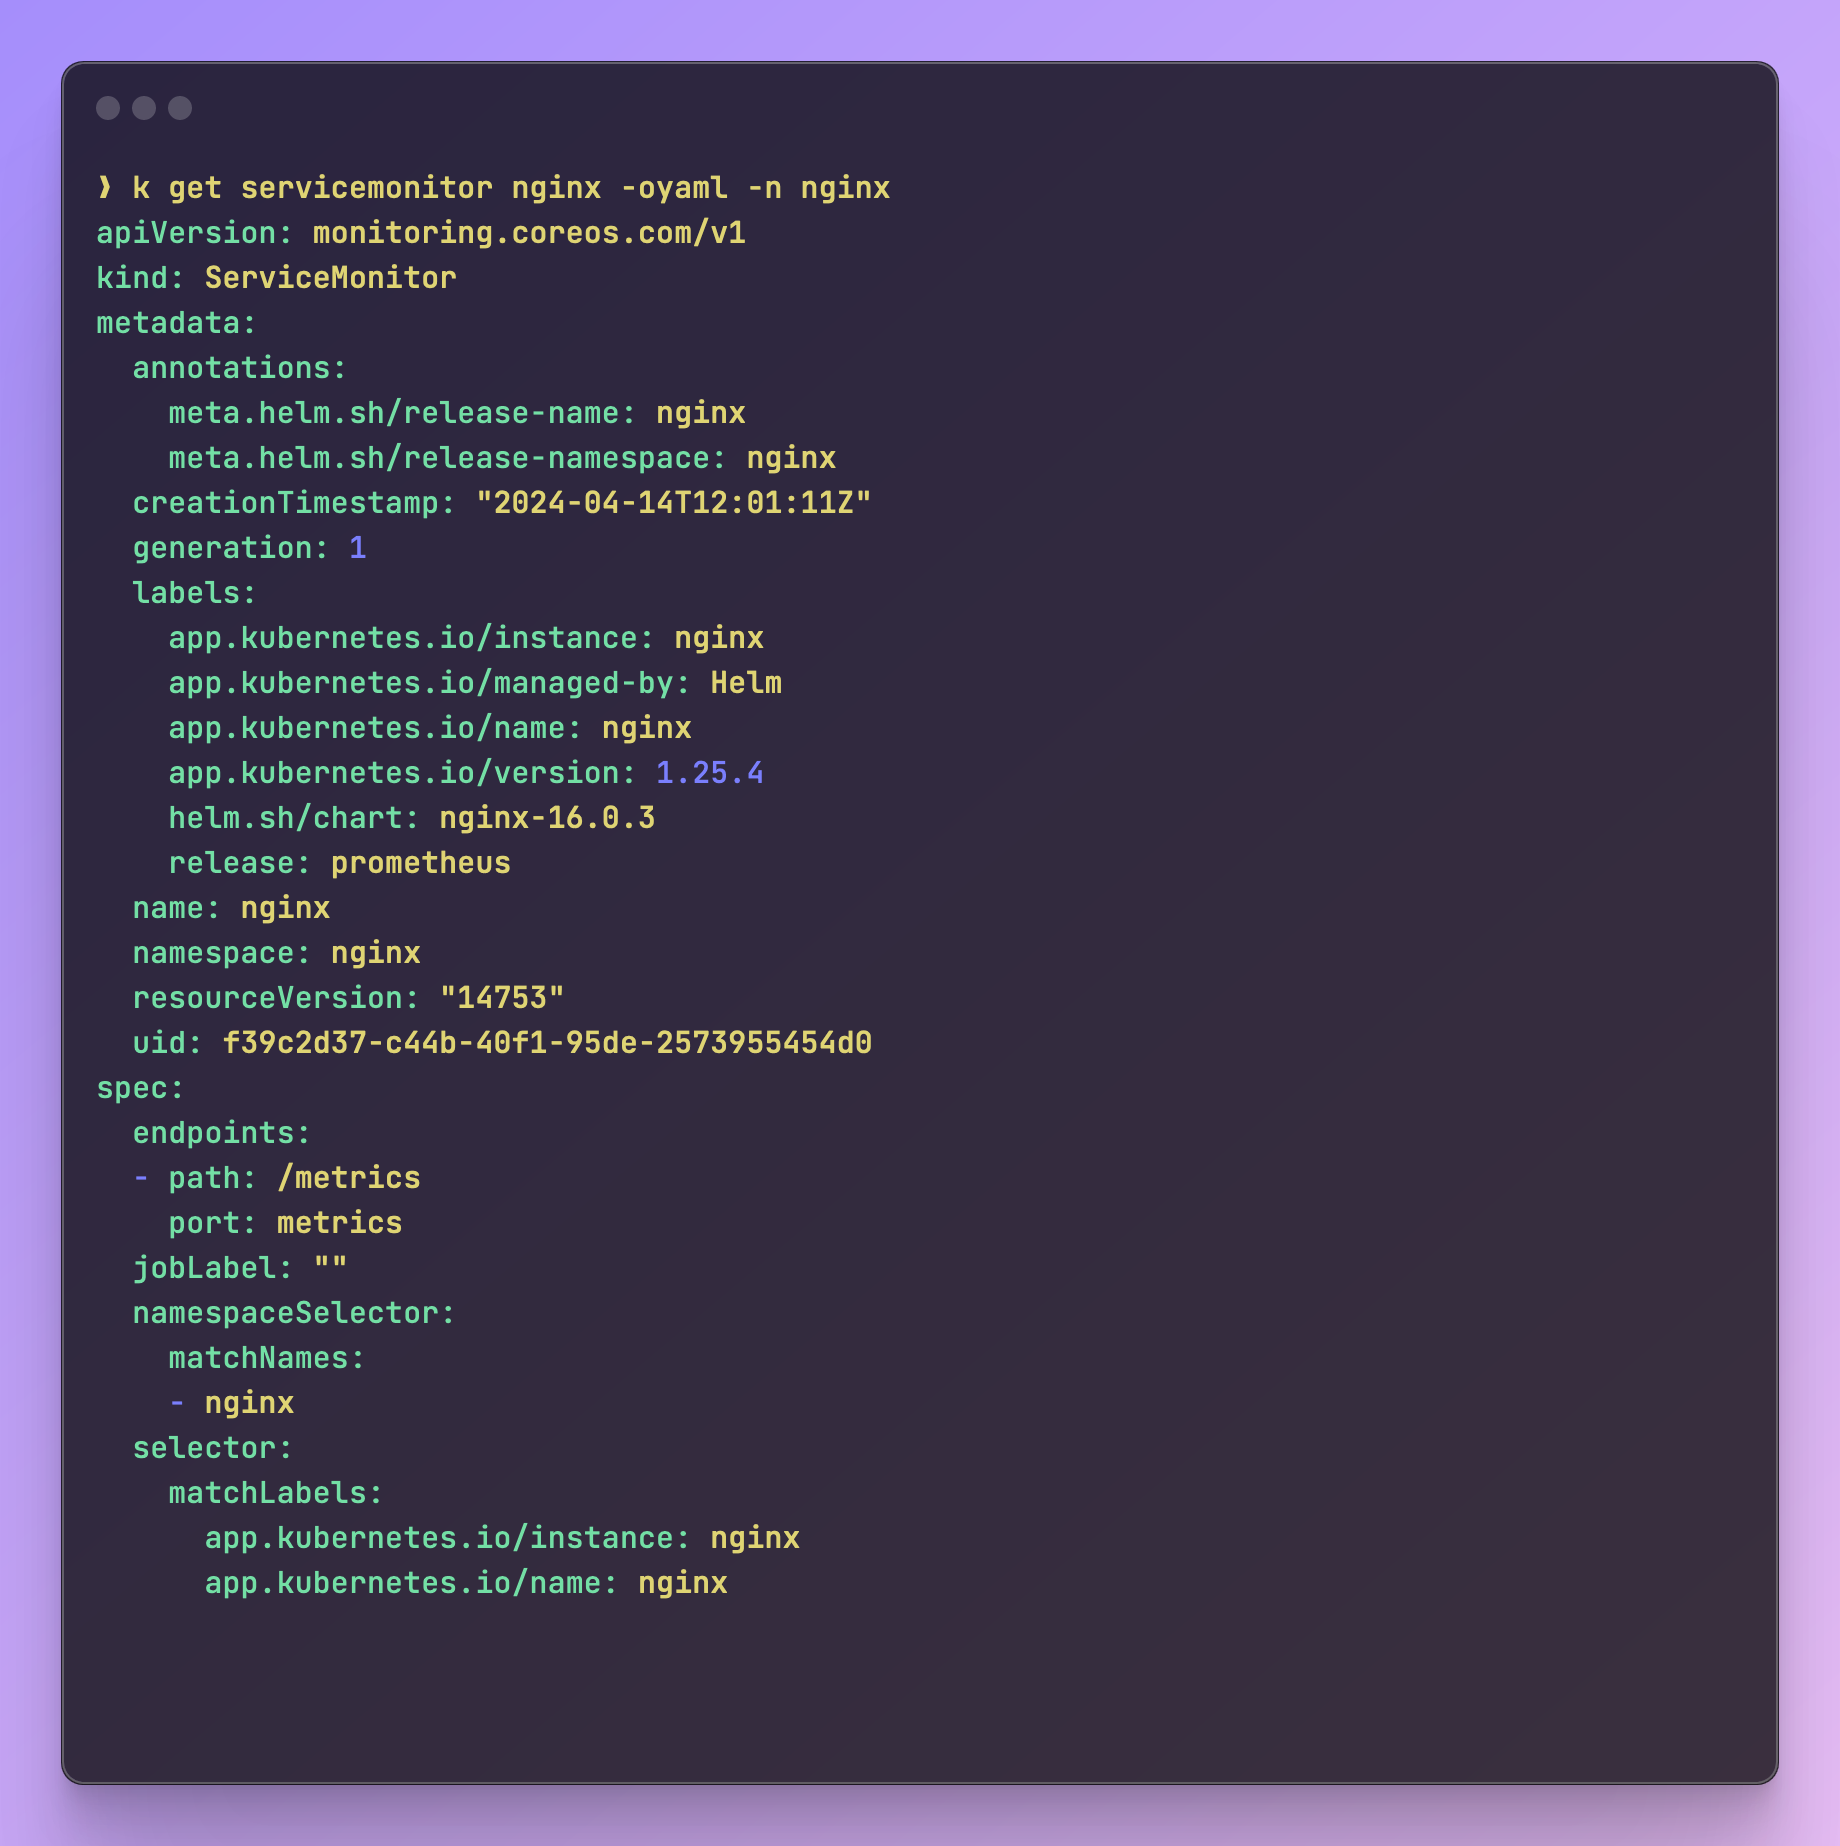 ❱ k get servicemonitor nginx -oyaml -n nginx
apiVersion: monitoring.coreos.com/v1
kind: ServiceMonitor
metadata:
  annotations:
    meta.helm.sh/release-name: nginx
    meta.helm.sh/release-namespace: nginx
  creationTimestamp: "2024-04-14T12:01:11Z"
  generation: 1
  labels:
    app.kubernetes.io/instance: nginx
    app.kubernetes.io/managed-by: Helm
    app.kubernetes.io/name: nginx
    app.kubernetes.io/version: 1.25.4
    helm.sh/chart: nginx-16.0.3
    release: prometheus
  name: nginx
  namespace: nginx
  resourceVersion: "14753"
  uid: f39c2d37-c44b-40f1-95de-2573955454d0
spec:
  endpoints:
  - path: /metrics
    port: metrics
  jobLabel: ""
  namespaceSelector:
    matchNames:
    - nginx
  selector:
    matchLabels:
      app.kubernetes.io/instance: nginx
      app.kubernetes.io/name: nginx